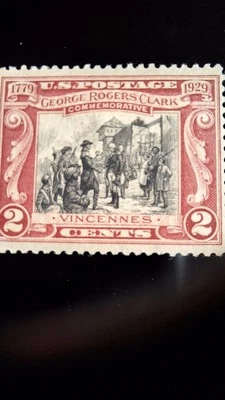 1779 U.S. POSTAGE 1929
GEORGE ROGERS CLARK
COMMEMORATIVE
2 · VINCENNES · 2
CENTS